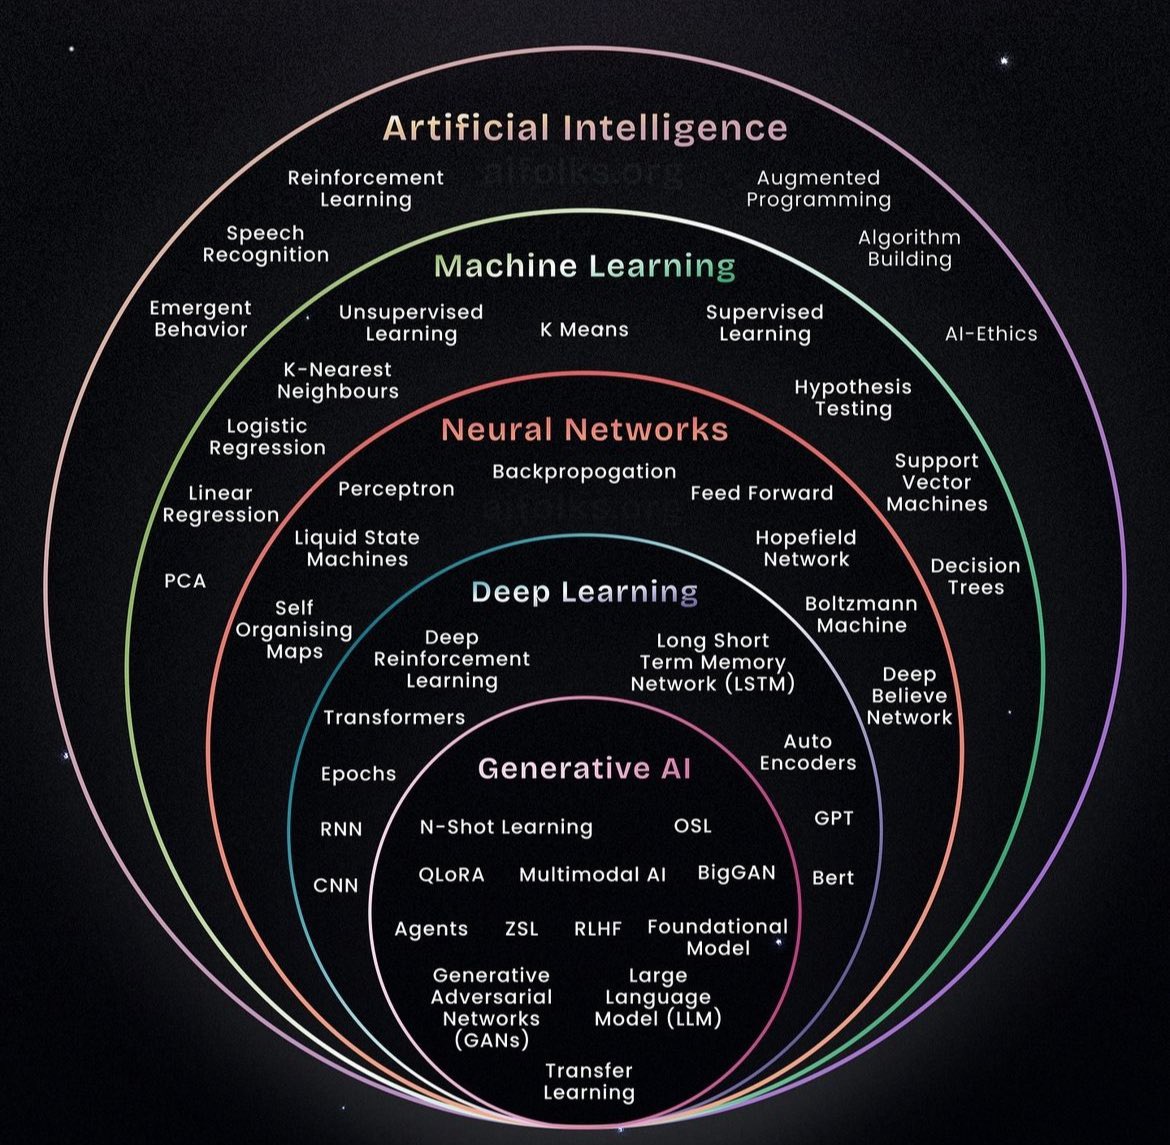 Artificial Intelligence
aifolks.org
Reinforcement
Learning
Augmented
Programming
Speech
Recognition
Algorithm
Building
Emergent
Behavior
AI-Ethics
Machine Learning
Unsupervised
Learning
K Means
Supervised
Learning
K-Nearest
Neighbours
Hypothesis
Testing
Logistic
Regression
Support
Vector
Machines
Linear
Regression
PCA
Decision
Trees
Neural Networks
Backpropogation
Perceptron
Feed Forward
aifolks.org
Liquid State
Machines
Hopefield
Network
Self
Organising
Maps
Boltzmann
Machine
Deep
Believe
Network
Deep Learning
Deep
Reinforcement
Learning
Long Short
Term Memory
Network (LSTM)
Transformers
Auto
Encoders
Epochs
RNN
GPT
CNN
Bert
Generative AI
N-Shot Learning
OSL
QLoRA
Multimodal AI
BigGAN
Agents
ZSL
RLHF
Foundational
Model
Generative
Adversarial
Networks
(GANs)
Large
Language
Model (LLM)
Transfer
Learning